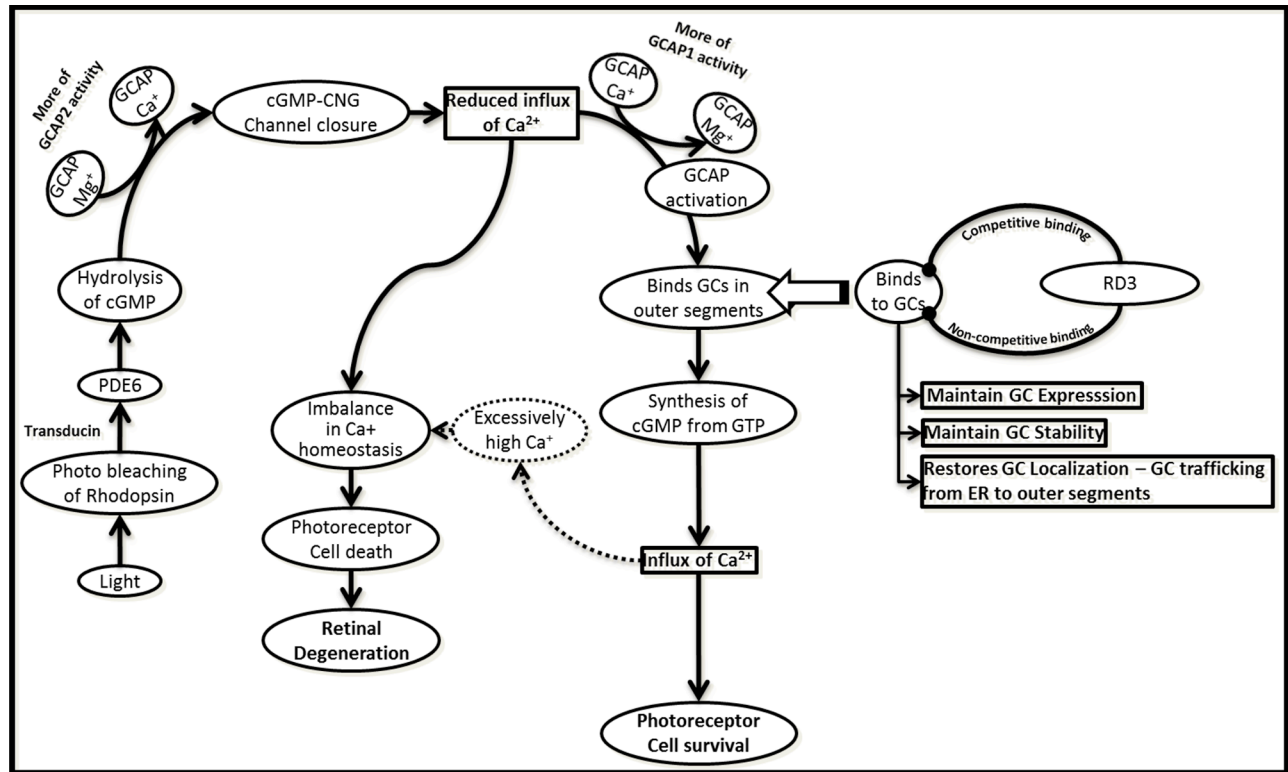 More of
GCAP2 activity
GCAP
Ca⁺
GCAP
Mg⁺
cGMP-CNG
Channel closure
Reduced influx
of Ca²⁺
GCAP
Ca⁺
More of
GCAP1 activity
GCAP
Mg⁺
GCAP
activation
Hydrolysis
of cGMP
PDE6
Transducin
Photo bleaching
of Rhodopsin
Light
Imbalance
in Ca+
homeostasis
Excessively
high Ca⁺
Photoreceptor
Cell death
Retinal
Degeneration
Binds GCs in
outer segments
Synthesis of
cGMP from GTP
Influx of Ca²⁺
Photoreceptor
Cell survival
Binds
to GCs
Competitive binding
RD3
Non-competitive binding
Maintain GC Expresssion
Maintain GC Stability
Restores GC Localization – GC trafficking
from ER to outer segments